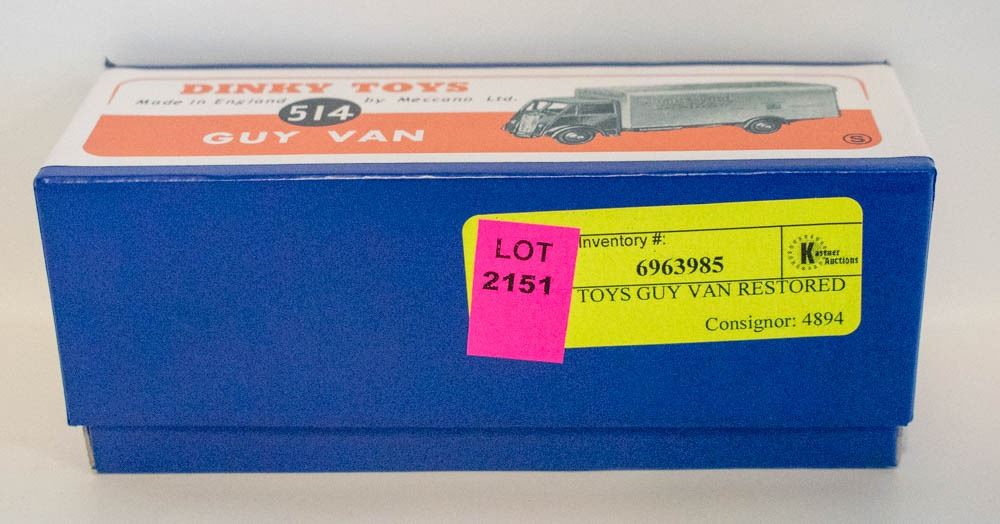 DINKY TOYS
Made in England by Meccano Ltd.
514
GUY VAN
S
LOT
2151
Inventory #:
6963985
Kastner
Auctions
TOYS GUY VAN RESTORED
Consignor: 4894